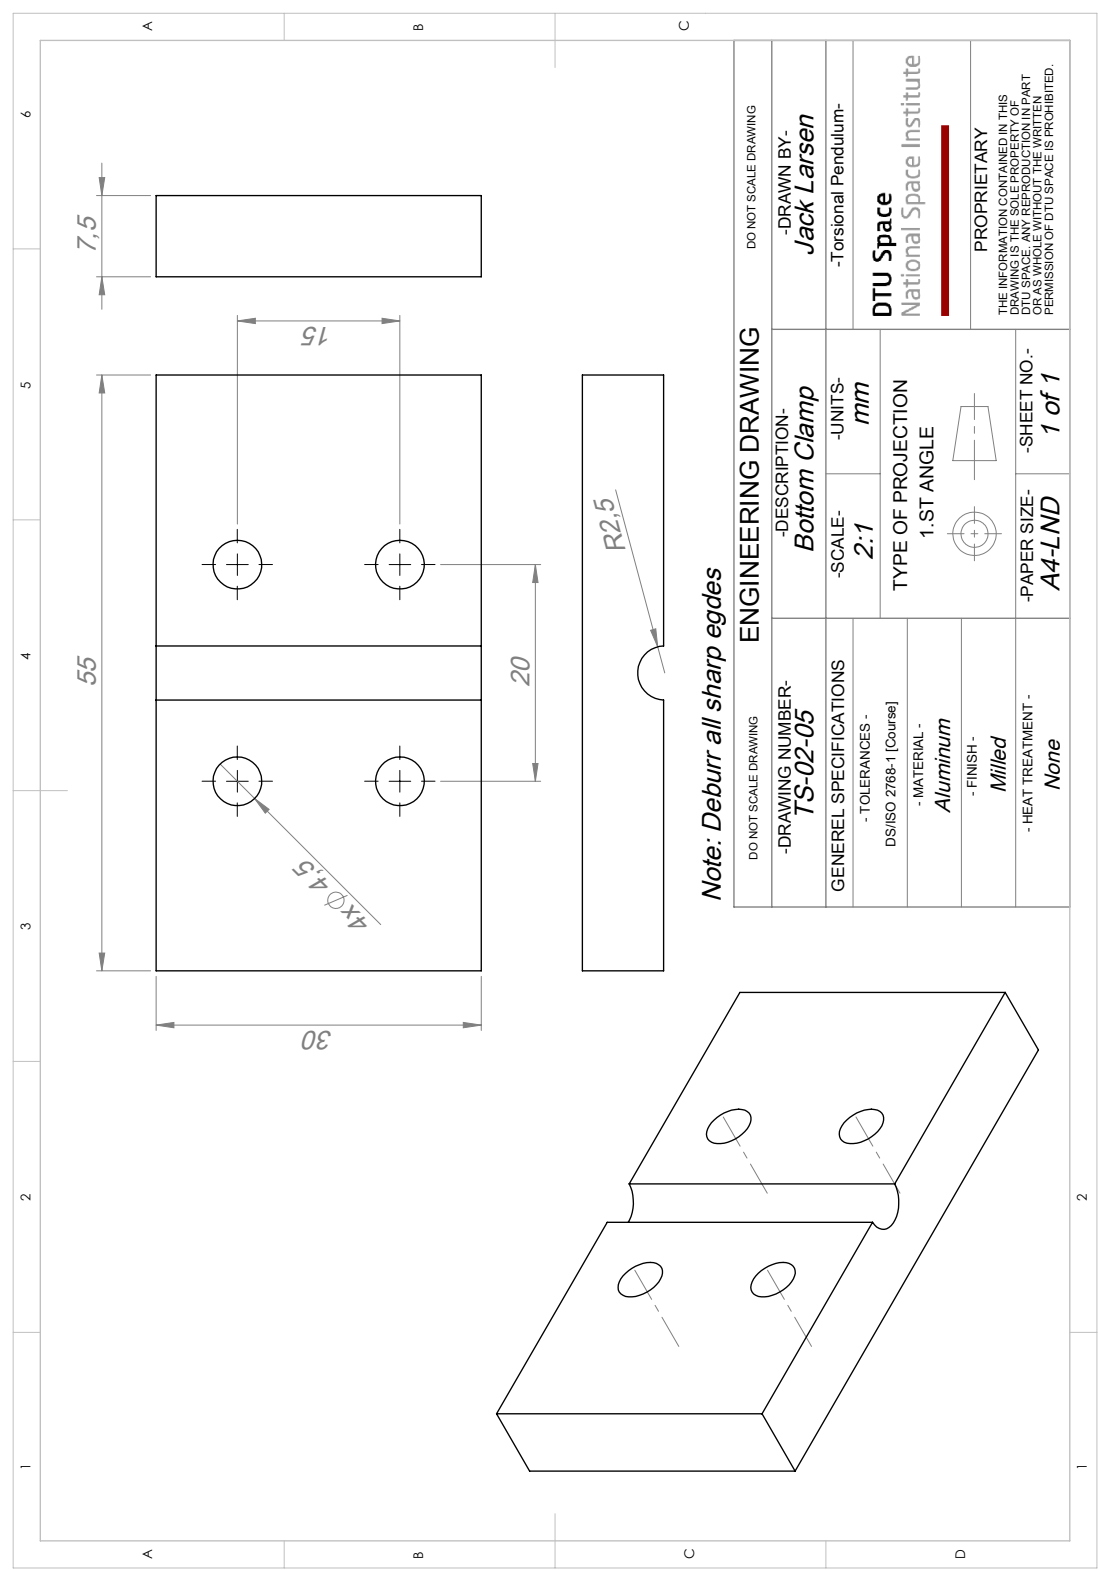 1
2
3
4
5
6
A
B
C
A
B
C
D
1
2
55
7,5
30
15
20
4xϕ4,5
R2,5
Note: Deburr all sharp egdes
DO NOT SCALE DRAWING
ENGINEERING DRAWING
DO NOT SCALE DRAWING
-DRAWING NUMBER-
TS-02-05
-DESCRIPTION-
Bottom Clamp
-DRAWN BY-
Jack Larsen
GENEREL SPECIFICATIONS
- TOLERANCES -
DS/ISO 2768-1 [Course]
- MATERIAL -
Aluminum
- FINISH -
Milled
- HEAT TREATMENT -
None
-SCALE-
2:1
-UNITS-
mm
TYPE OF PROJECTION
1.ST ANGLE
-PAPER SIZE-
A4-LND
-SHEET NO.-
1 of 1
-Torsional Pendulum-
DTU Space
National Space Institute
PROPRIETARY
THE INFORMATION CONTAINED IN THIS
DRAWING IS THE SOLE PROPERTY OF
DTU SPACE. ANY REPRODUCTION IN PART
OR AS WHOLE WITHOUT THE WRITTEN
PERMISSION OF DTU SPACE IS PROHIBITED.